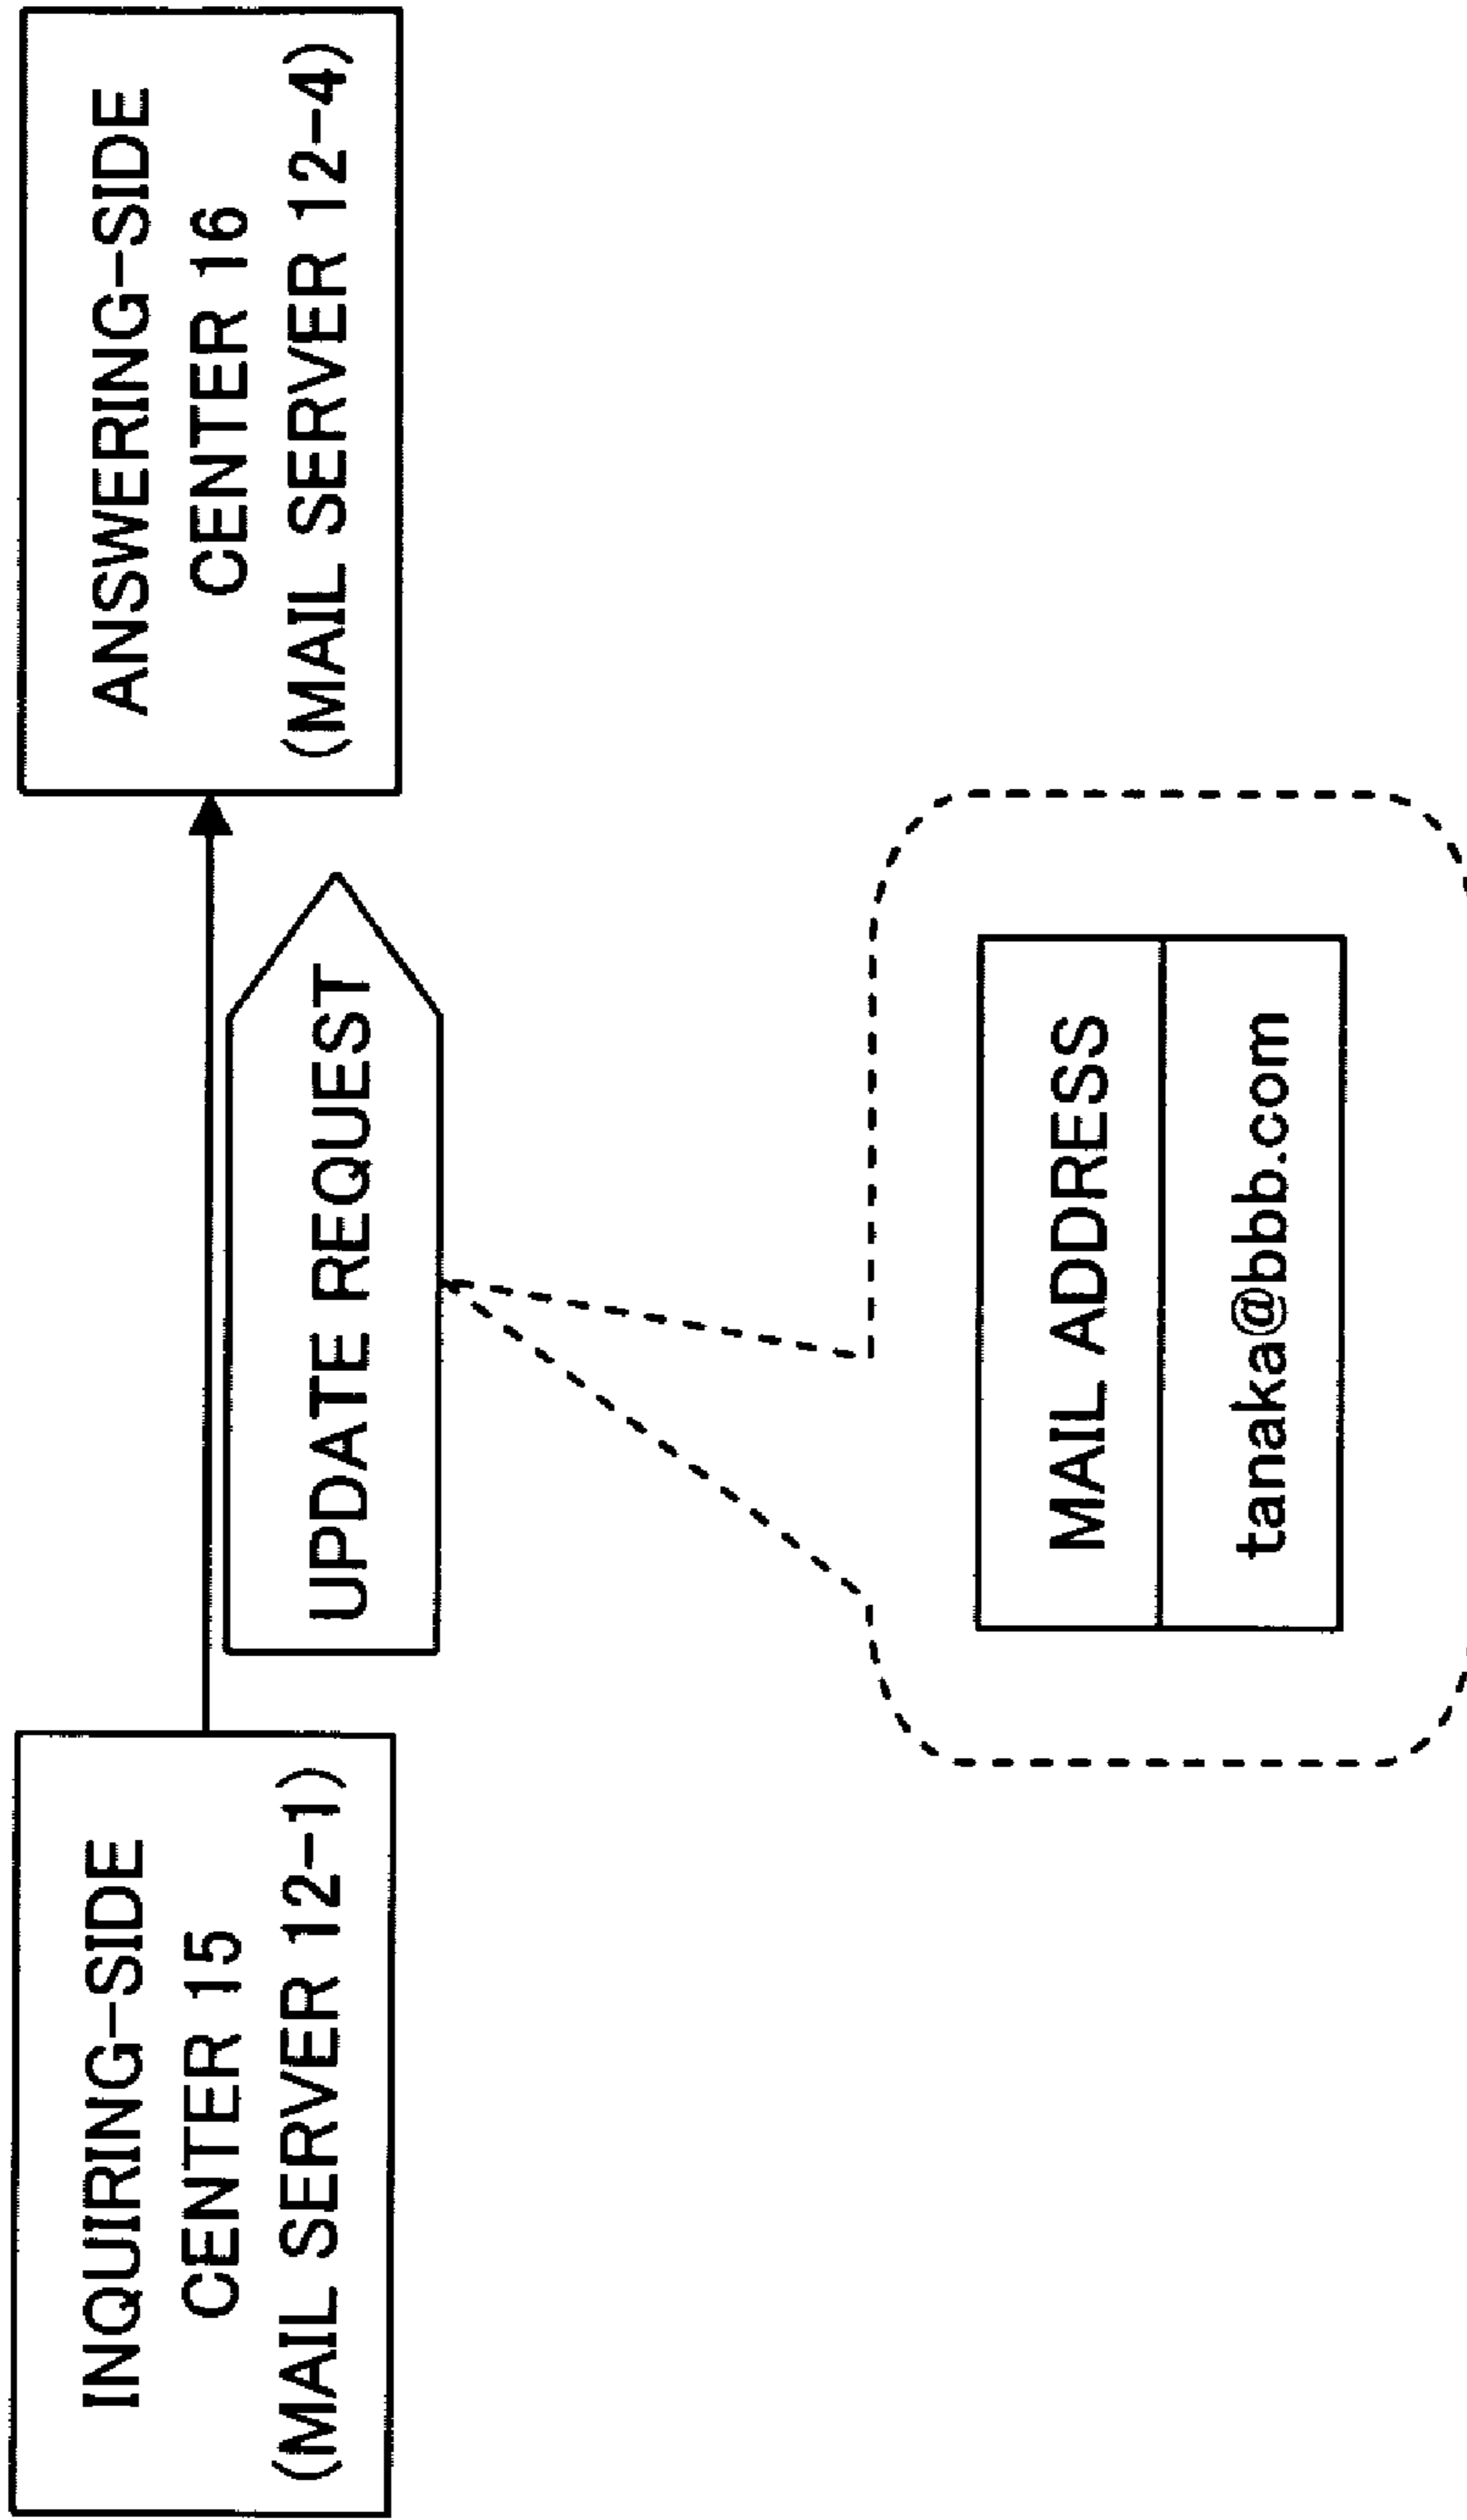 INQUIRING-SIDE
CENTER 15
(MAIL SERVER 12-1)
UPDATE REQUEST
ANSWERING-SIDE
CENTER 16
(MAIL SERVER 12-4)
MAIL ADDRESS
tanaka@bbb.com